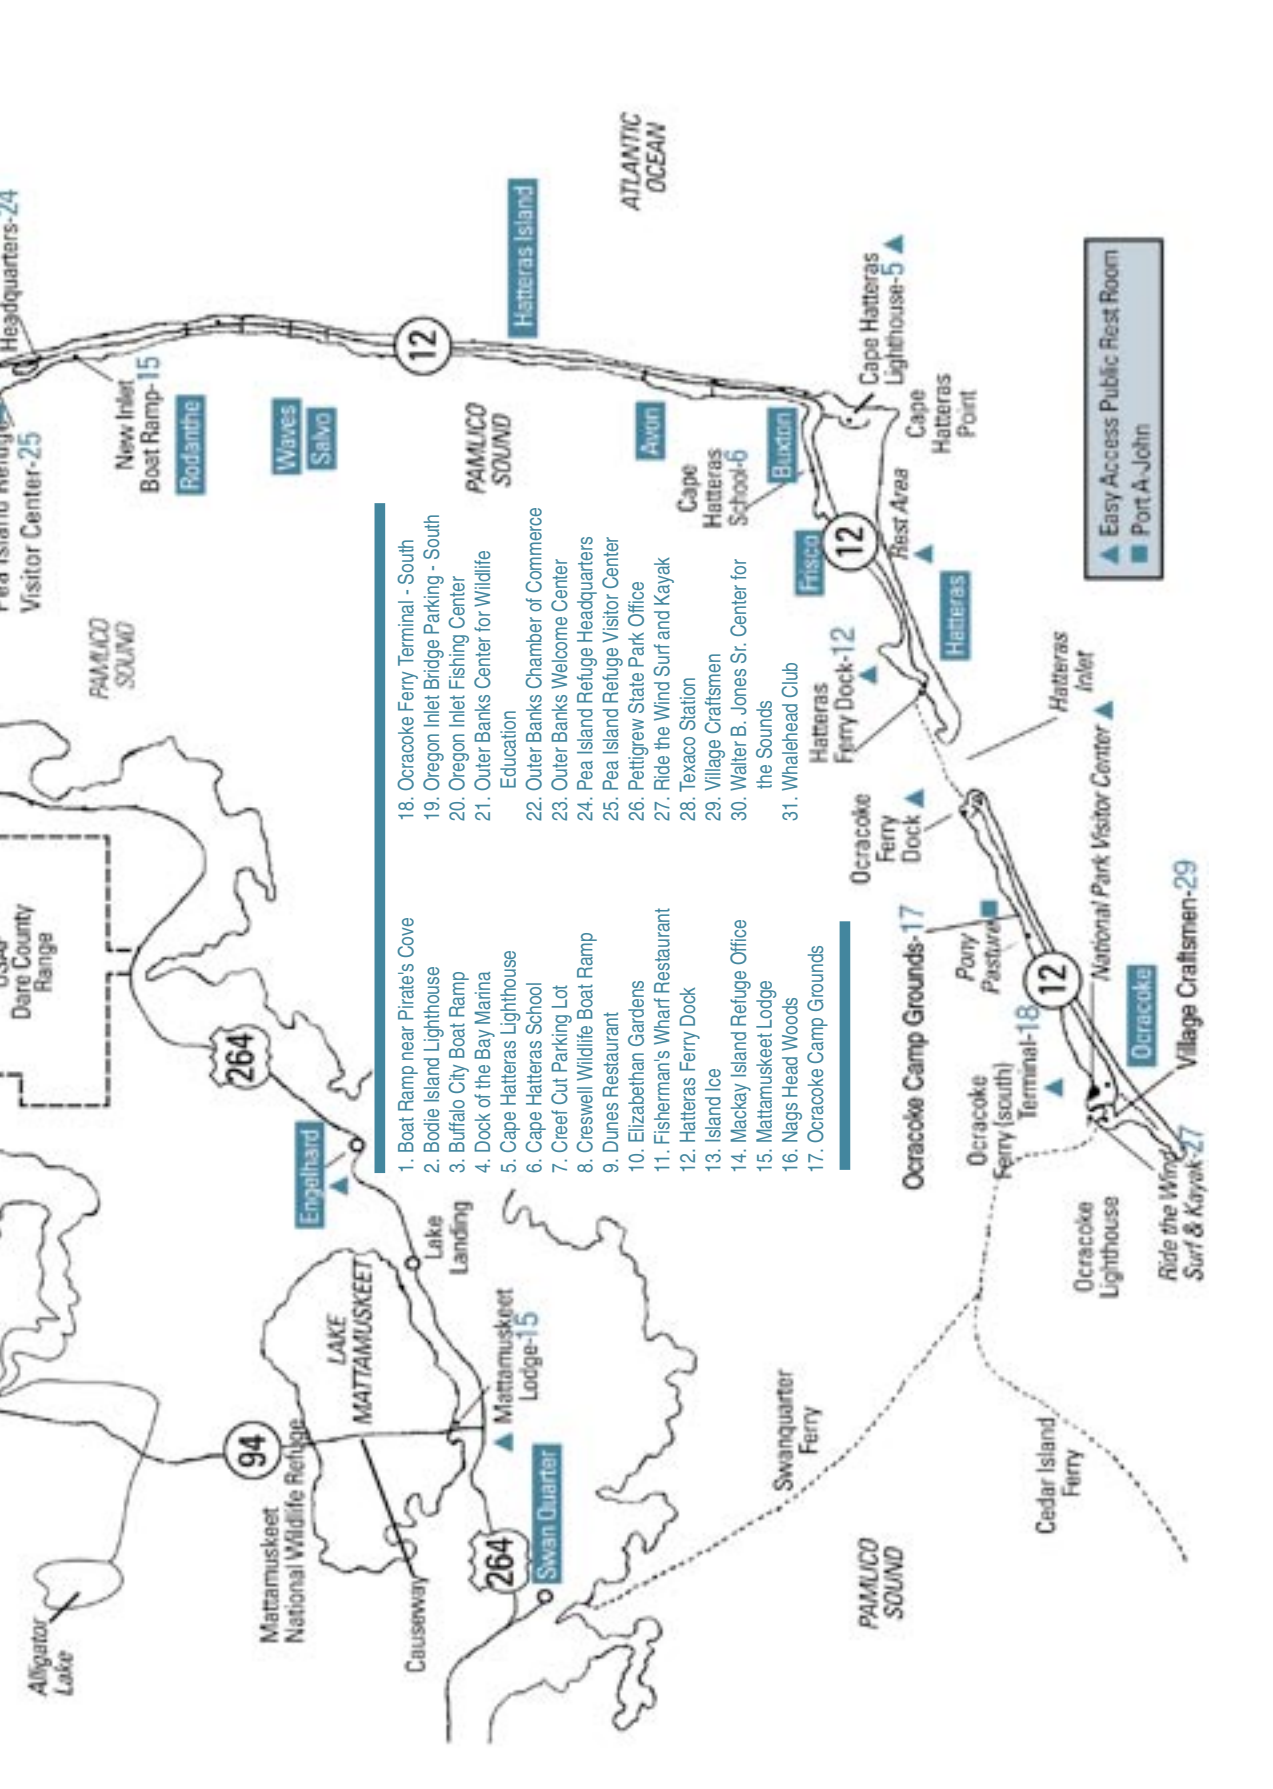 Headquarters-24
Visitor Center-25
New Inlet
Boat Ramp-15
Rodanthe
Waves
Salvo
12
Hatteras Island
ATLANTIC
OCEAN
PAMLICO
SOUND
Avon
Cape
Hatteras
School-6
Buxton
Cape Hatteras
Lighthouse-5
Cape
Hatteras
Point
Frisco
12
Rest Area
Hatteras
Hatteras
Ferry Dock-12
Hatteras
Inlet
Easy Access Public Rest Room
Port A-John
PAMLICO
SOUND
Dare County
Range
264
Engelhard
Lake
Landing
LAKE
MATTAMUSKEET
Mattamuskeet
Lodge-15
94
Mattamuskeet
National Wildlife Refuge
Alligator
Lake
Causeway
264
Swan Quarter
1. Boat Ramp near Pirate's Cove
2. Bodie Island Lighthouse
3. Buffalo City Boat Ramp
4. Dock of the Bay Marina
5. Cape Hatteras Lighthouse
6. Cape Hatteras School
7. Creef Cut Parking Lot
8. Creswell Wildlife Boat Ramp
9. Dunes Restaurant
10. Elizabethan Gardens
11. Fisherman's Wharf Restaurant
12. Hatteras Ferry Dock
13. Island Ice
14. Mackay Island Refuge Office
15. Mattamuskeet Lodge
16. Nags Head Woods
17. Ocracoke Camp Grounds
18. Ocracoke Ferry Terminal - South
19. Oregon Inlet Bridge Parking - South
20. Oregon Inlet Fishing Center
21. Outer Banks Center for Wildlife
Education
22. Outer Banks Chamber of Commerce
23. Outer Banks Welcome Center
24. Pea Island Refuge Headquarters
25. Pea Island Refuge Visitor Center
26. Pettigrew State Park Office
27. Ride the Wind Surf and Kayak
28. Texaco Station
29. Village Craftsmen
30. Walter B. Jones Sr. Center for
the Sounds
31. Whalehead Club
Ocracoke
Ferry
Dock
Ocracoke Camp Grounds-17
Pony
Pasture
12
National Park Visitor Center
Ocracoke
Ferry (south)
Terminal-18
Ocracoke
Village Craftsmen-29
Ride the Wind
Surf & Kayak-27
Ocracoke
Lighthouse
Swanquarter
Ferry
Cedar Island
Ferry
PAMLICO
SOUND